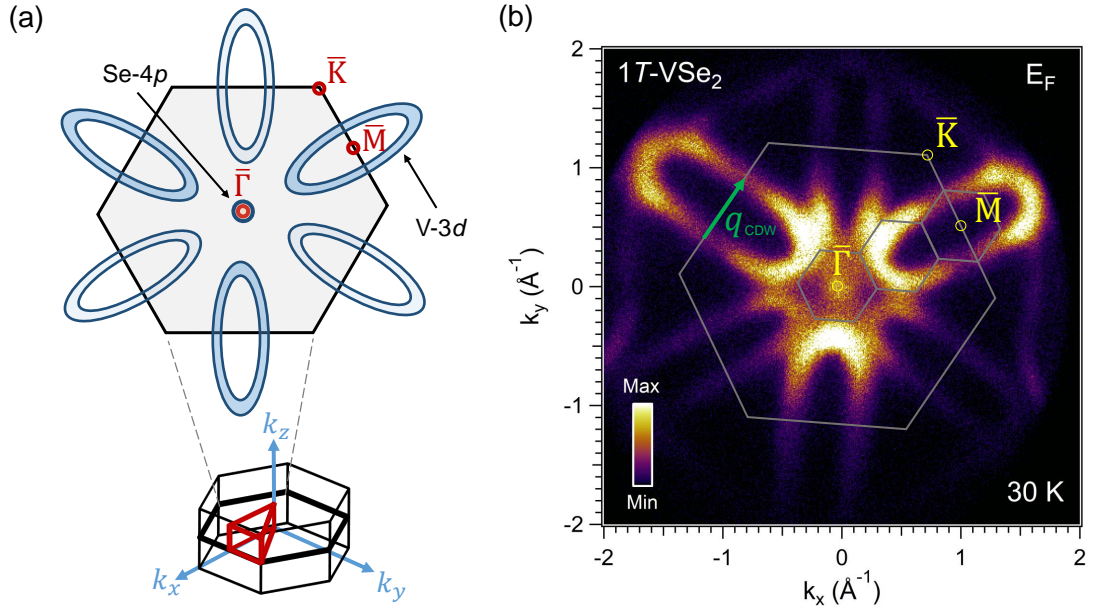 (a)
K̅
Se-4p
M̅
Γ̅
V-3d
k_z
k_x
k_y
(b)
1T-VSe₂
E_F
K̅
M̅
q_CDW
Γ̅
Max
Min
30 K
2
1
0
-1
-2
k_y (Å⁻¹)
-2
-1
0
1
2
k_x (Å⁻¹)